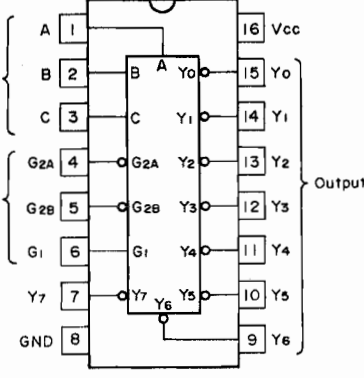 A 1 A 16 Vcc
B 2 B Y0 15 Y0
C 3 C Y1 14 Y1
G2A 4 G2A Y2 13 Y2
Output
G2B 5 G2B Y3 12 Y3
G1 6 G1 Y4 11 Y4
Y7 7 Y7 Y6 Y5 10 Y5
GND 8 9 Y6